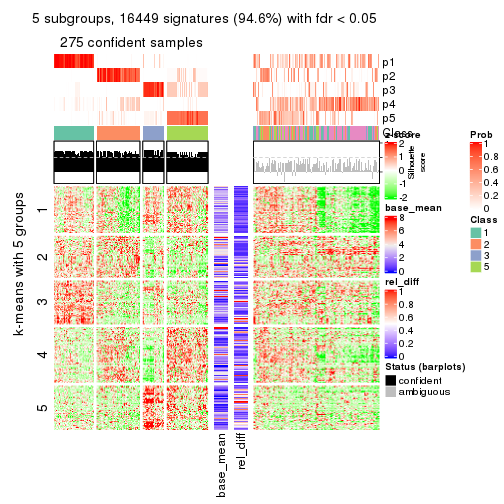 5 subgroups, 16449 signatures (94.6%) with fdr < 0.05
275 confident samples
p1
p2
p3
p4
p5
Class
z-score
2
1
0
-1
-2
Silhouette
score
Prob
1
0.8
0.6
0.4
0.2
0
base_mean
8
6
4
2
0
Class
1
2
3
5
rel_diff
1
0.8
0.6
0.4
0.2
0
Status (barplots)
confident
ambiguous
k-means with 5 groups
1
2
3
4
5
base_mean
rel_diff